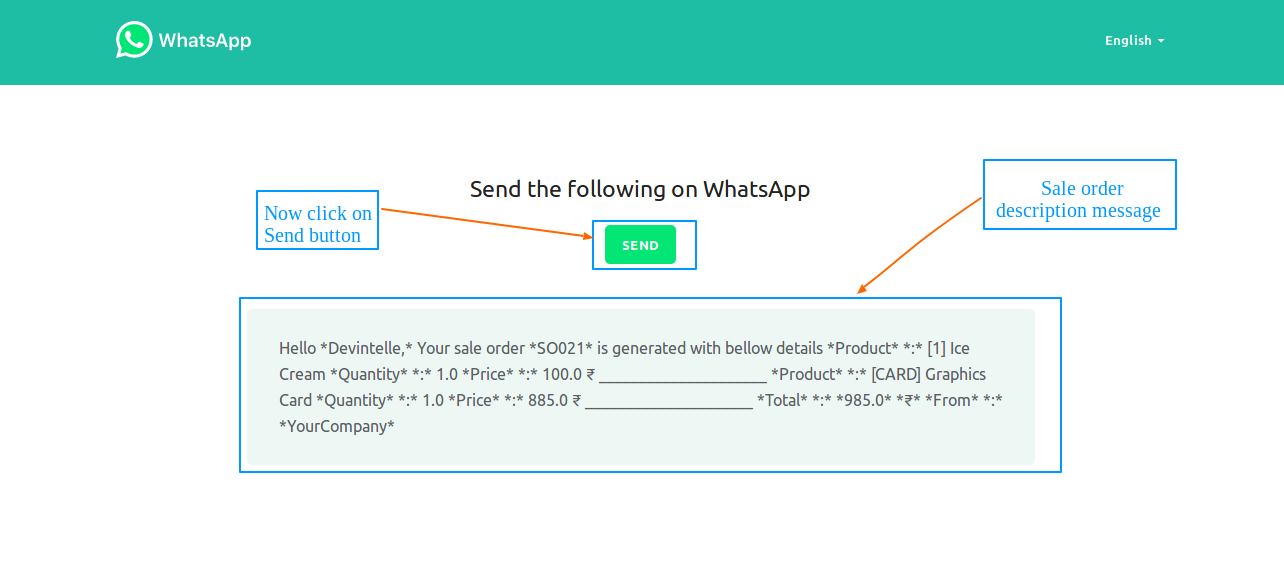 WhatsApp
English
Send the following on WhatsApp
Now click on
Send button
SEND
Sale order
description message
Hello *Devintelle,* Your sale order *SO021* is generated with bellow details *Product* *:* [1] Ice
Cream *Quantity* *:* 1.0 *Price* *:* 100.0 ₹ _____________________ *Product* *:* [CARD] Graphics
Card *Quantity* *:* 1.0 *Price* *:* 885.0 ₹ _____________________ *Total* *:* *985.0* *₹* *From* *:*
*YourCompany*